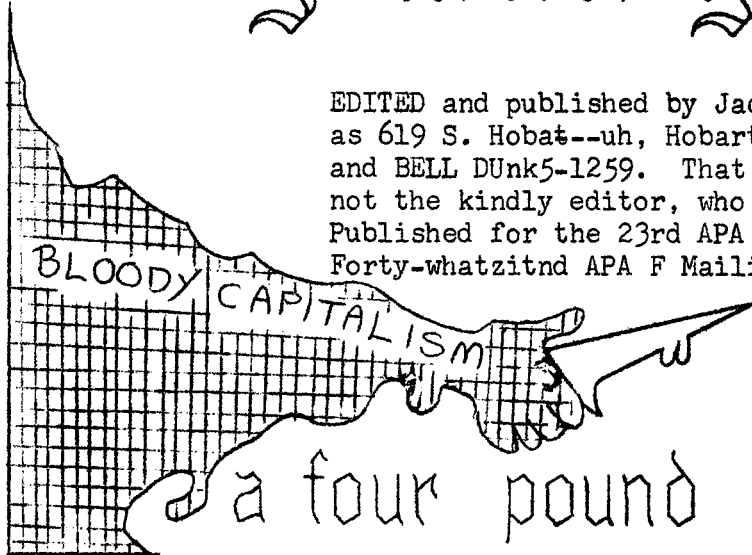 EDITED and published by Jac
as 619 S. Hobat--uh, Hobart
and BELL DUnk5-1259. That
not the kindly editor, who
Published for the 23rd APA
Forty-whatzitnd APA F Maili
BLOODY CAPITALISM
a four pound